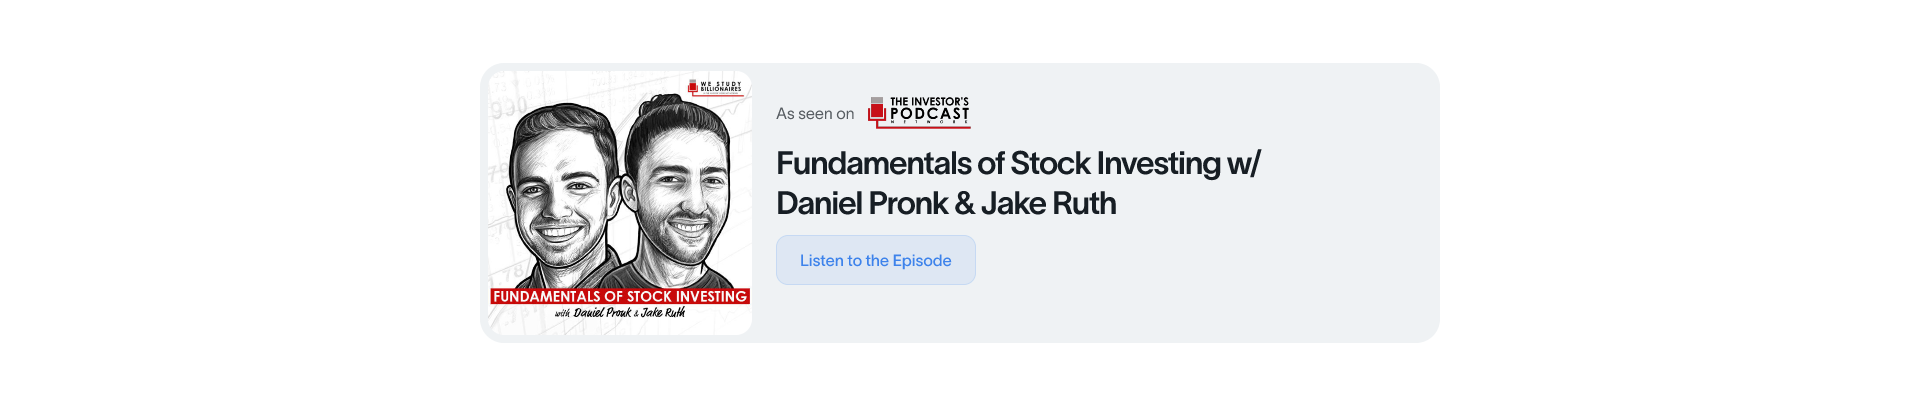 WE STUDY
BILLIONAIRES
FUNDAMENTALS OF STOCK INVESTING
with Daniel Pronk & Jake Ruth
As seen on
THE INVESTOR'S
PODCAST
NETWORK
Fundamentals of Stock Investing w/
Daniel Pronk & Jake Ruth
Listen to the Episode